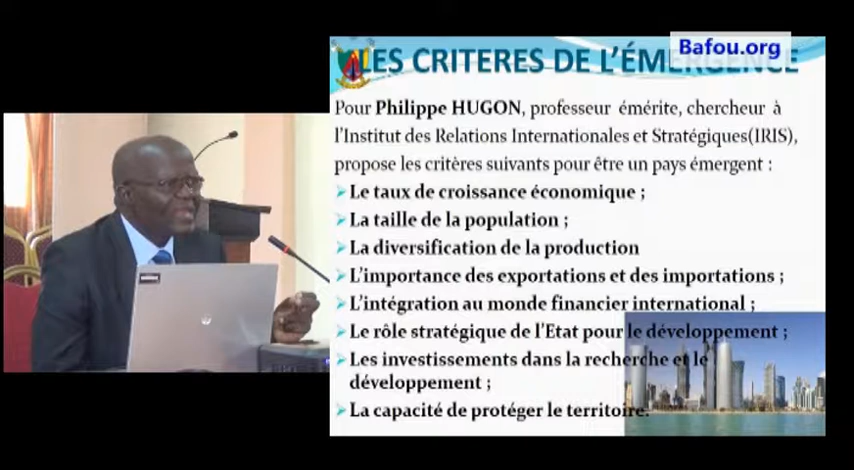 Bafou.org
LES CRITERES DE L'ÉMERGENCE
Pour Philippe HUGON, professeur émérite, chercheur à
l'Institut des Relations Internationales et Stratégiques(IRIS),
propose les critères suivants pour être un pays émergent :
Le taux de croissance économique ;
La taille de la population ;
La diversification de la production
L'importance des exportations et des importations ;
L'intégration au monde financier international ;
Le rôle stratégique de l'Etat pour le développement ;
Les investissements dans la recherche et le
développement ;
La capacité de protéger le territoire.